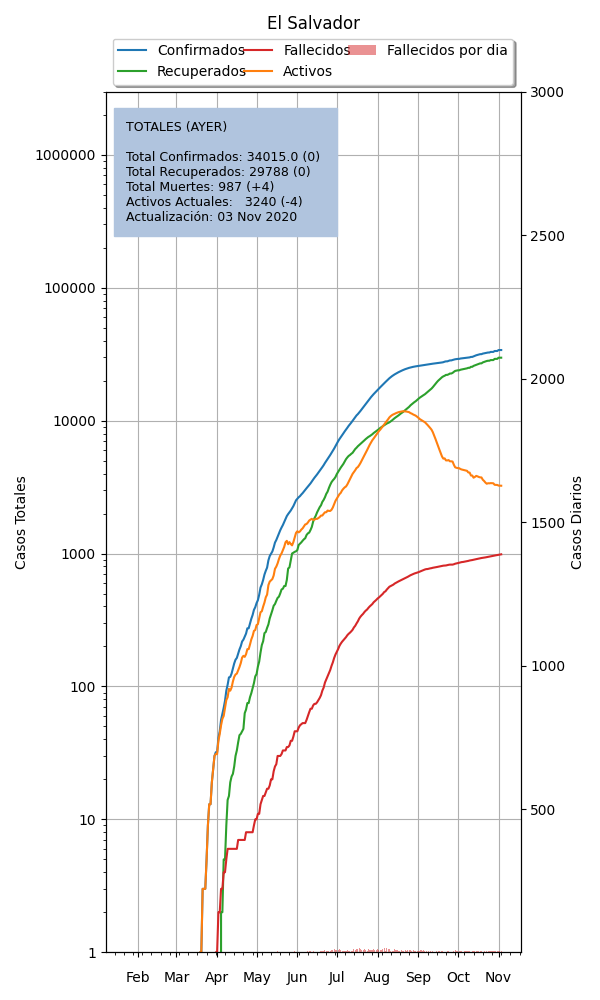 El Salvador
Confirmados
Recuperados
Fallecidos
Activos
Fallecidos por dia
TOTALES (AYER)
Total Confirmados: 34015.0 (0)
Total Recuperados: 29788 (0)
Total Muertes: 987 (+4)
Activos Actuales:   3240 (-4)
Actualización: 03 Nov 2020
Casos Totales
1000000
100000
10000
1000
100
10
1
Feb Mar Apr May Jun Jul Aug Sep Oct Nov
3000
2500
2000
1500
1000
500
Casos Diarios